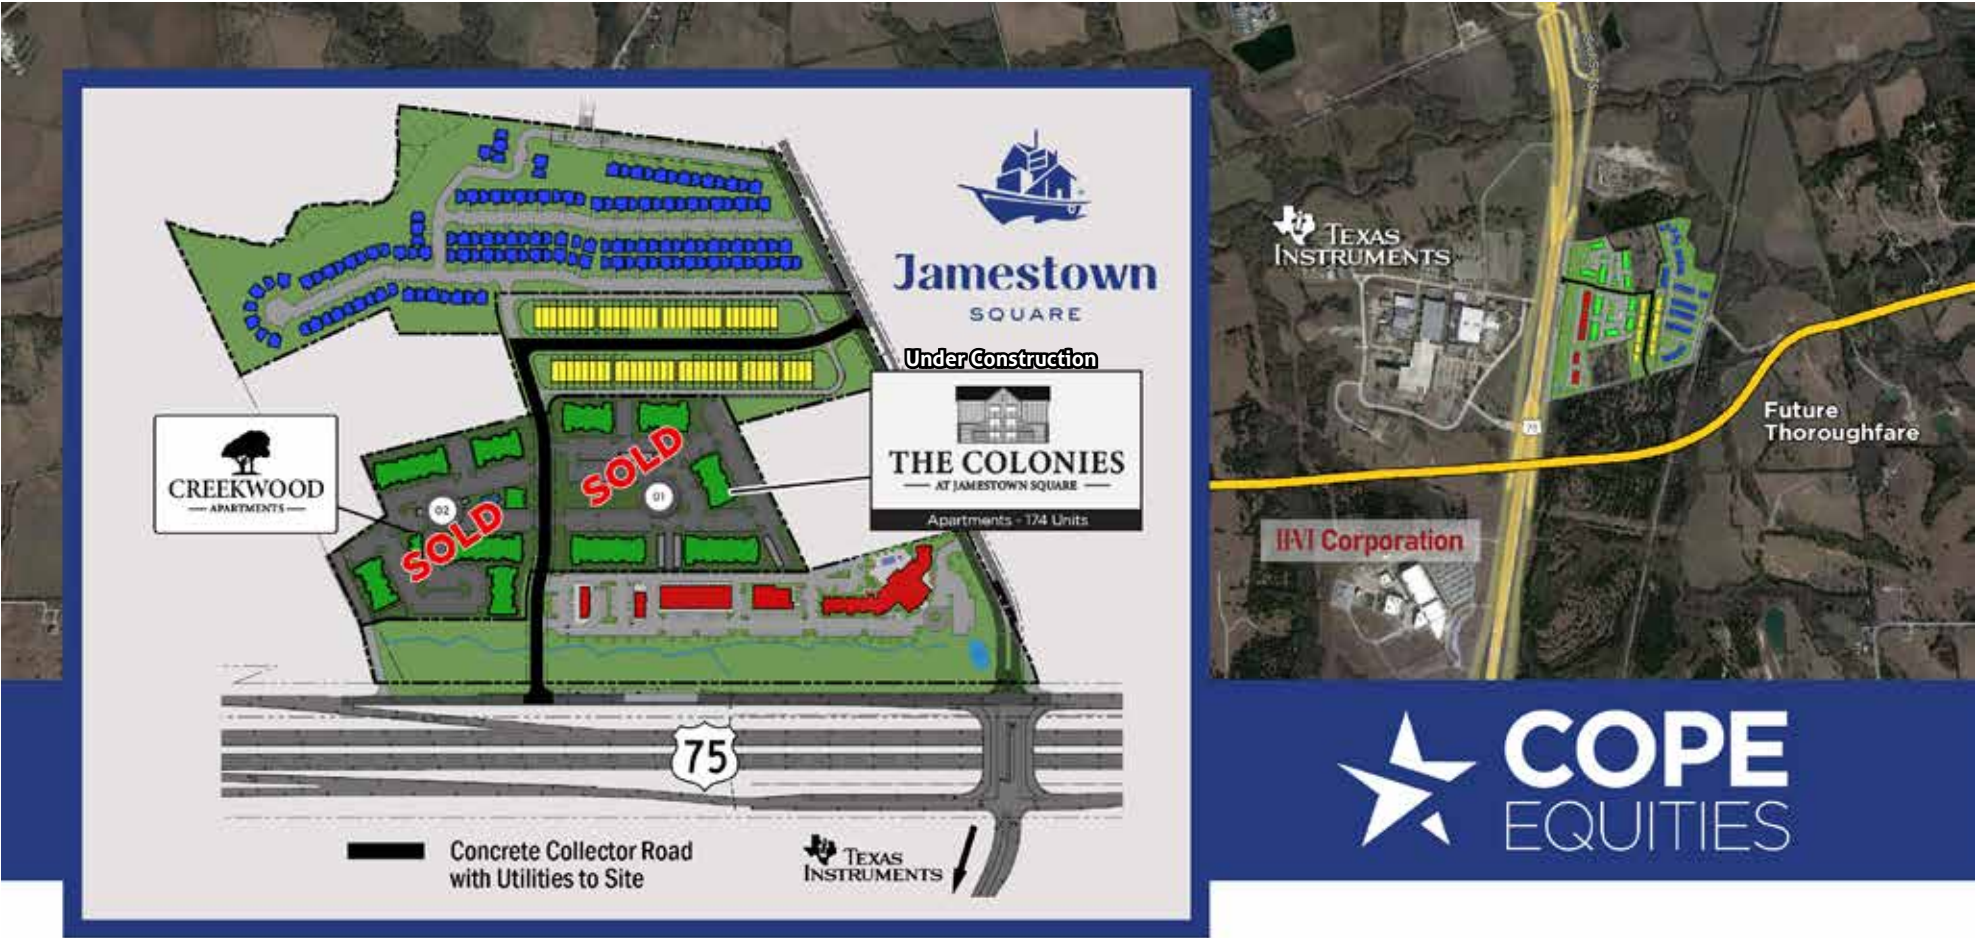 Jamestown
SQUARE
Under Construction
THE COLONIES
AT JAMESTOWN SQUARE
Apartments - 174 Units
CREEKWOOD
APARTMENTS
SOLD
01
02
SOLD
75
Concrete Collector Road
with Utilities to Site
TEXAS
INSTRUMENTS
TEXAS
INSTRUMENTS
75
Future
Thoroughfare
II-VI Corporation
COPE
EQUITIES